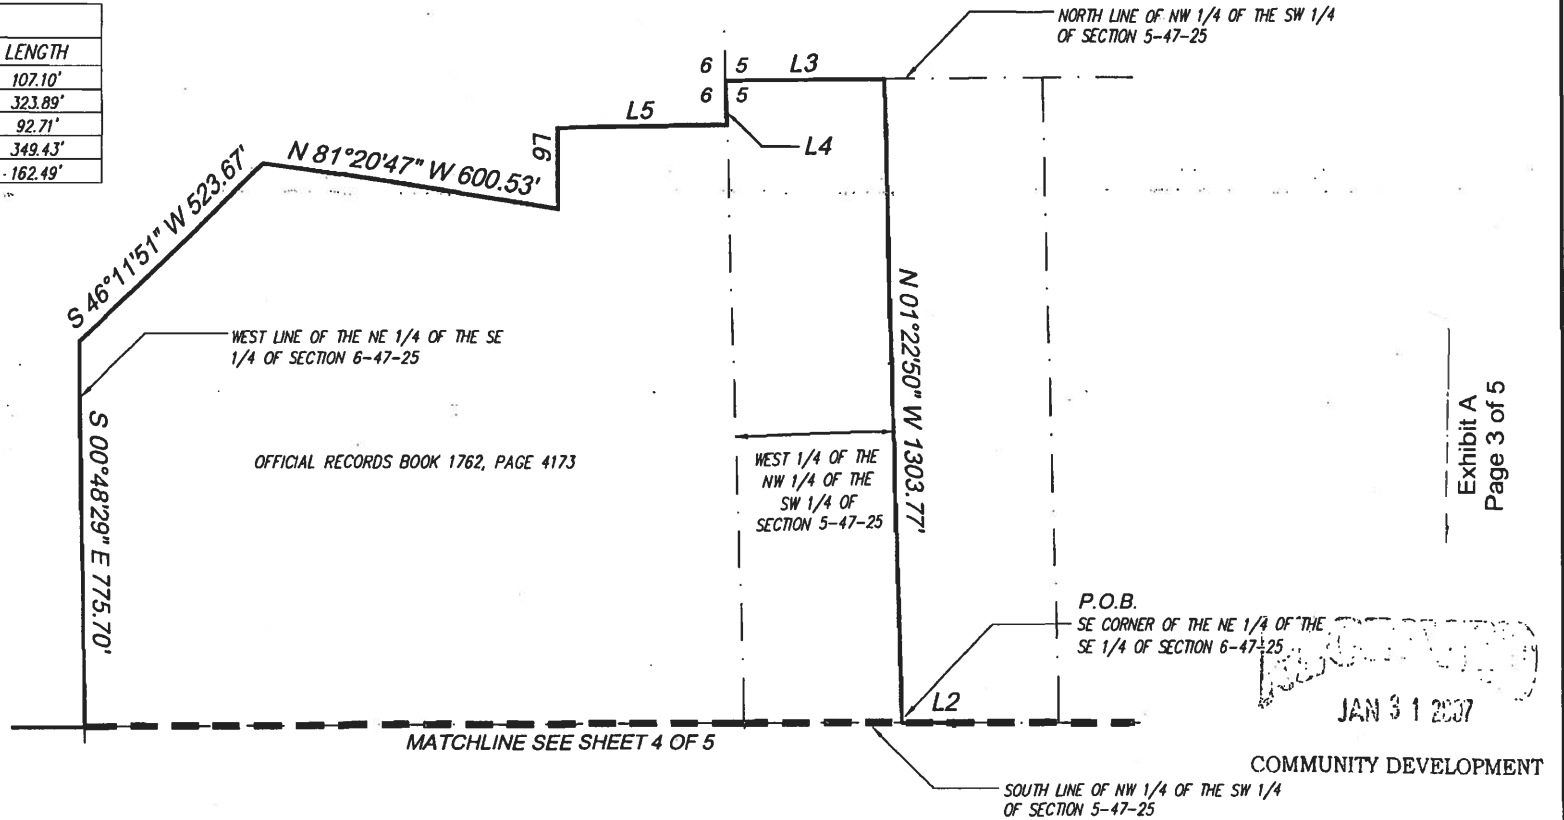 LENGTH
107.10'
323.89'
92.71'
349.43'
162.49'
NORTH LINE OF NW 1/4 OF THE SW 1/4
OF SECTION 5-47-25
6 5
6 5
L3
L4
L5
L6
N 81°20'47" W 600.53'
S 46°11'51" W 523.67'
WEST LINE OF THE NE 1/4 OF THE SE
1/4 OF SECTION 6-47-25
S 00°48'29" E 775.70'
OFFICIAL RECORDS BOOK 1762, PAGE 4173
WEST 1/4 OF THE
NW 1/4 OF THE
SW 1/4 OF
SECTION 5-47-25
N 01°22'50" W 1303.77'
P.O.B.
SE CORNER OF THE NE 1/4 OF THE
SE 1/4 OF SECTION 6-47-25
L2
MATCHLINE SEE SHEET 4 OF 5
SOUTH LINE OF NW 1/4 OF THE SW 1/4
OF SECTION 5-47-25
Exhibit A
Page 3 of 5
JAN 31 2007
COMMUNITY DEVELOPMENT